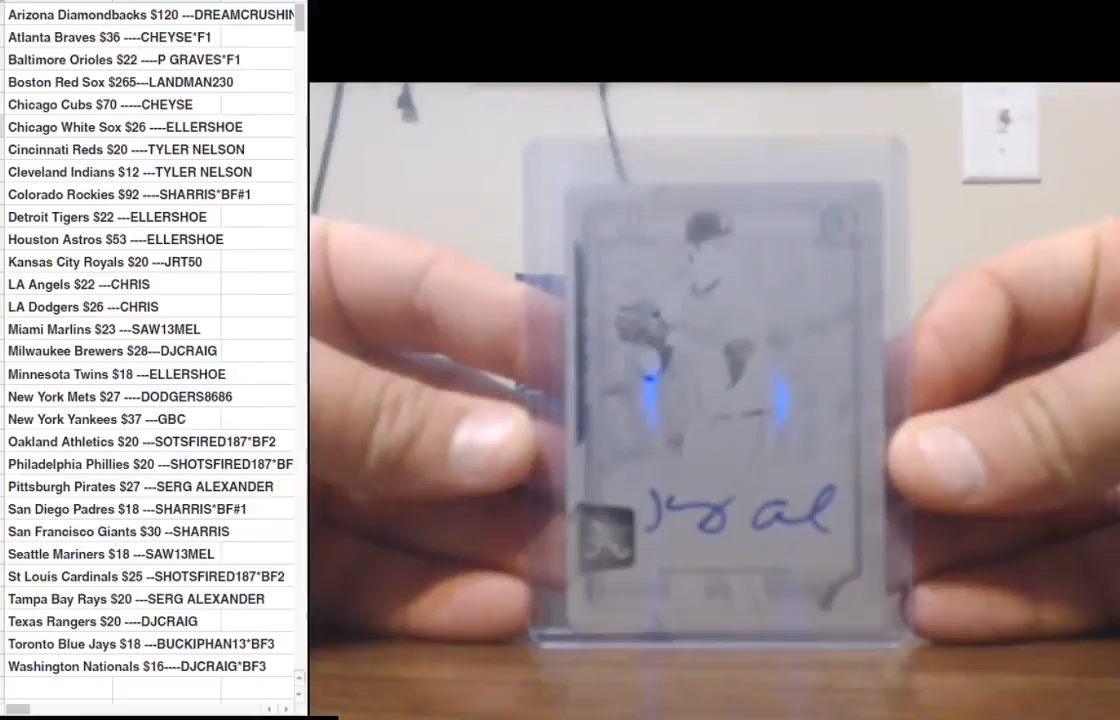 Arizona Diamondbacks $120 ---DREAMCRUSHIN
Atlanta Braves $36 ----CHEYSE*F1
Baltimore Orioles $22 ----P GRAVES*F1
Boston Red Sox $265---LANDMAN230
Chicago Cubs $70 -----CHEYSE
Chicago White Sox $26 ----ELLERSHOE
Cincinnati Reds $20 ----TYLER NELSON
Cleveland Indians $12 ---TYLER NELSON
Colorado Rockies $92 ----SHARRIS*BF#1
Detroit Tigers $22 ---ELLERSHOE
Houston Astros $53 ----ELLERSHOE
Kansas City Royals $20 ---JRT50
LA Angels $22 ---CHRIS
LA Dodgers $26 ---CHRIS
Miami Marlins $23 ---SAW13MEL
Milwaukee Brewers $28---DJCRAIG
Minnesota Twins $18 ---ELLERSHOE
New York Mets $27 ----DODGERS8686
New York Yankees $37 ---GBC
Oakland Athletics $20 ---SOTSFIRED187*BF2
Philadelphia Phillies $20 ---SHOTSFIRED187*BF
Pittsburgh Pirates $27 ---SERG ALEXANDER
San Diego Padres $18 ---SHARRIS*BF#1
San Francisco Giants $30 --SHARRIS
Seattle Mariners $18 ---SAW13MEL
St Louis Cardinals $25 --SHOTSFIRED187*BF2
Tampa Bay Rays $20 ---SERG ALEXANDER
Texas Rangers $20 ----DJCRAIG
Toronto Blue Jays $18 ---BUCKIPHAN13*BF3
Washington Nationals $16----DJCRAIG*BF3